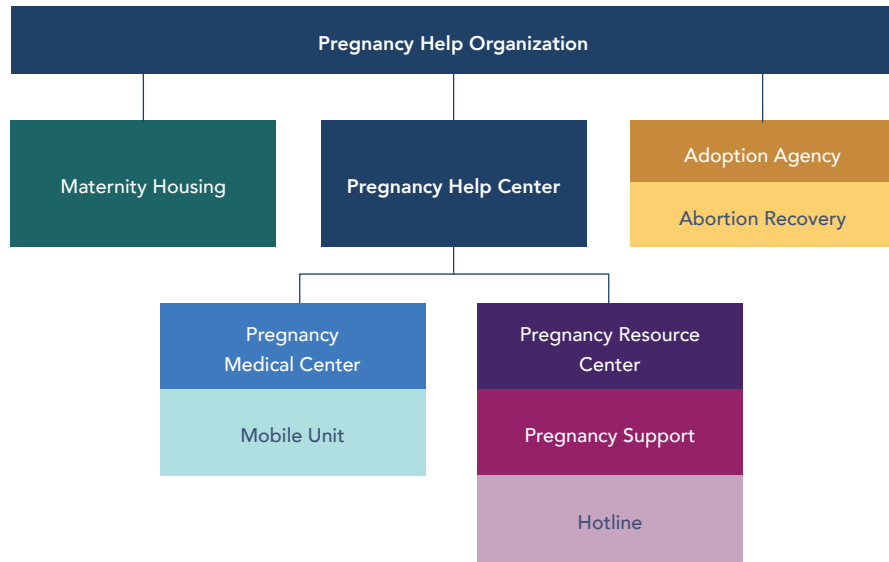 Pregnancy Help Organization
Maternity Housing
Pregnancy Help Center
Adoption Agency
Abortion Recovery
Pregnancy
Medical Center
Mobile Unit
Pregnancy Resource
Center
Pregnancy Support
Hotline